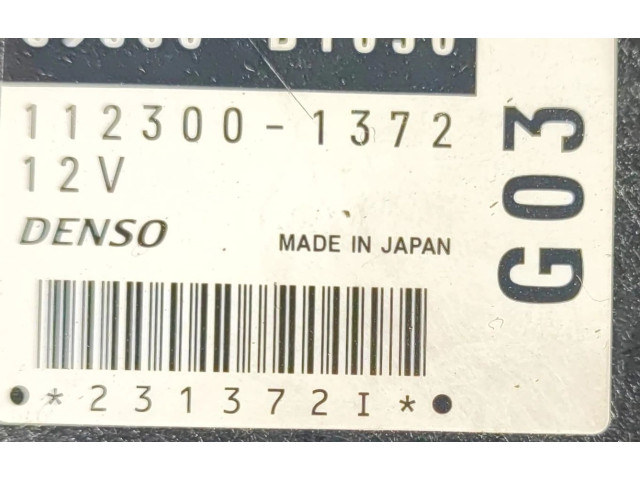 112300-1372
12V
DENSO MADE IN JAPAN
*231372I*
G03